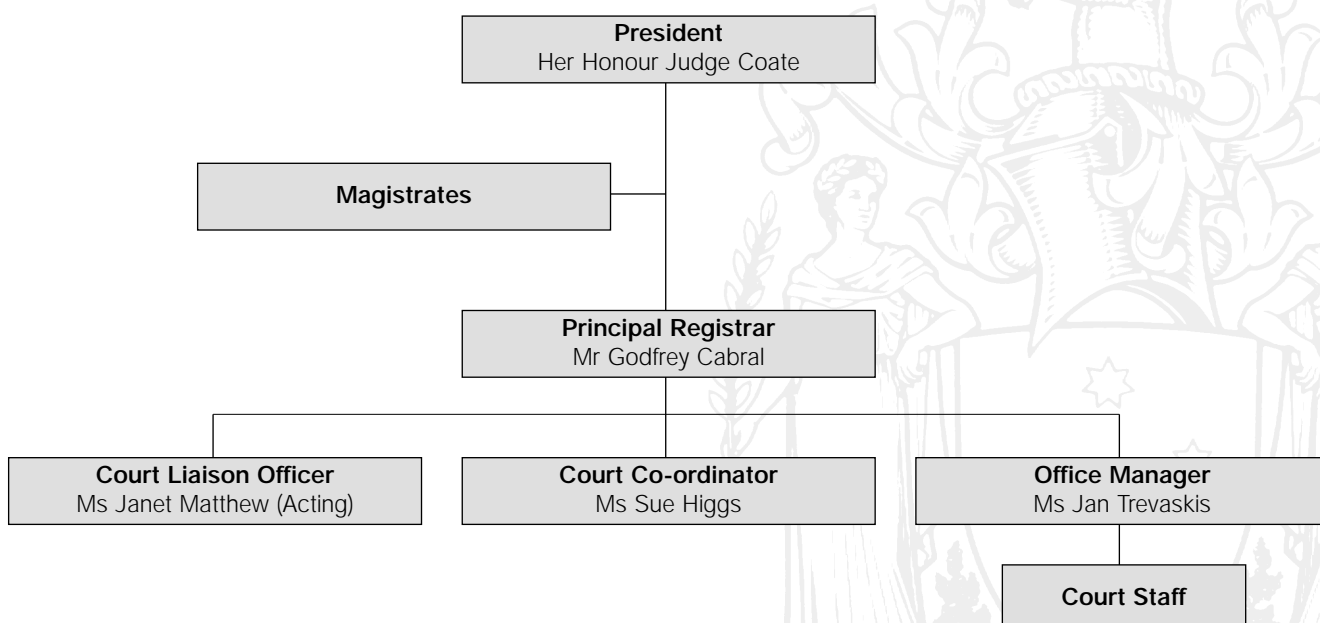 President
Her Honour Judge Coate
Magistrates
Principal Registrar
Mr Godfrey Cabral
Court Liaison Officer
Ms Janet Matthew (Acting)
Court Co-ordinator
Ms Sue Higgs
Office Manager
Ms Jan Trevaskis
Court Staff